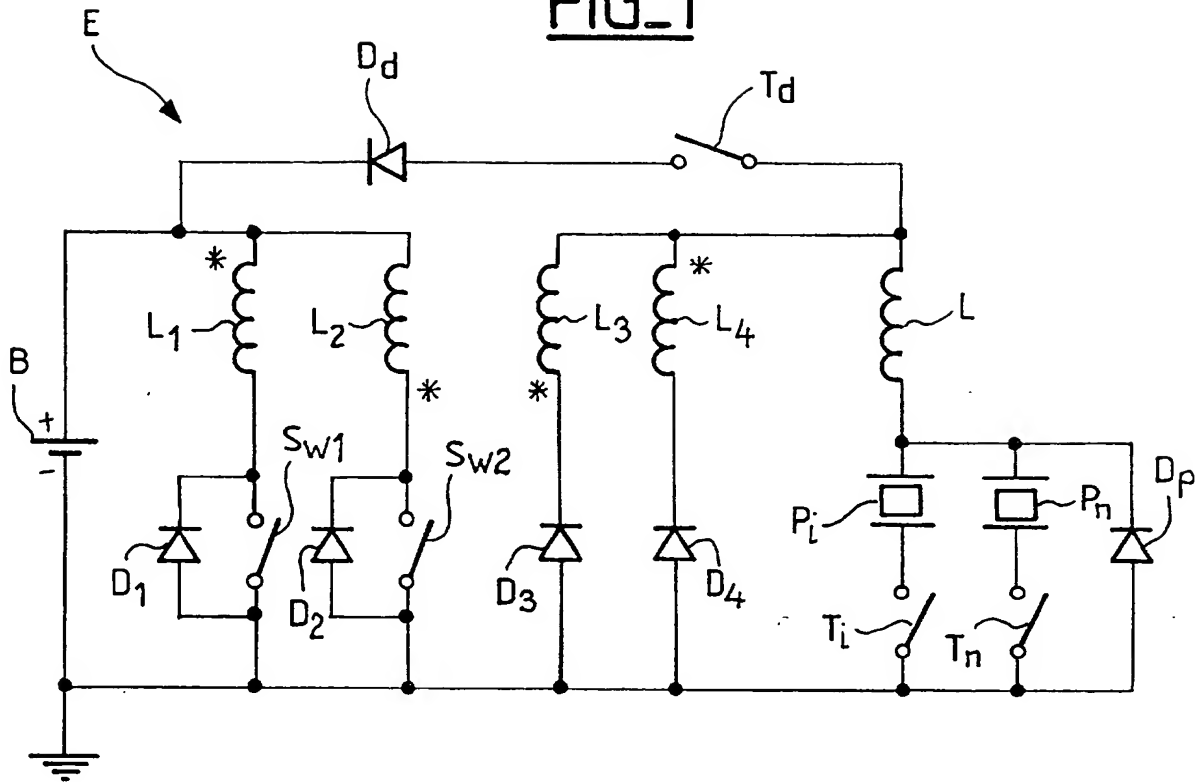 FIG_1
E
Dd
Td
*
L1
L2
*
L3
*
*
L4
L
B
+
-
Sw1
Sw2
D1
D2
D3
D4
Pi
Pn
Dp
Ti
Tn